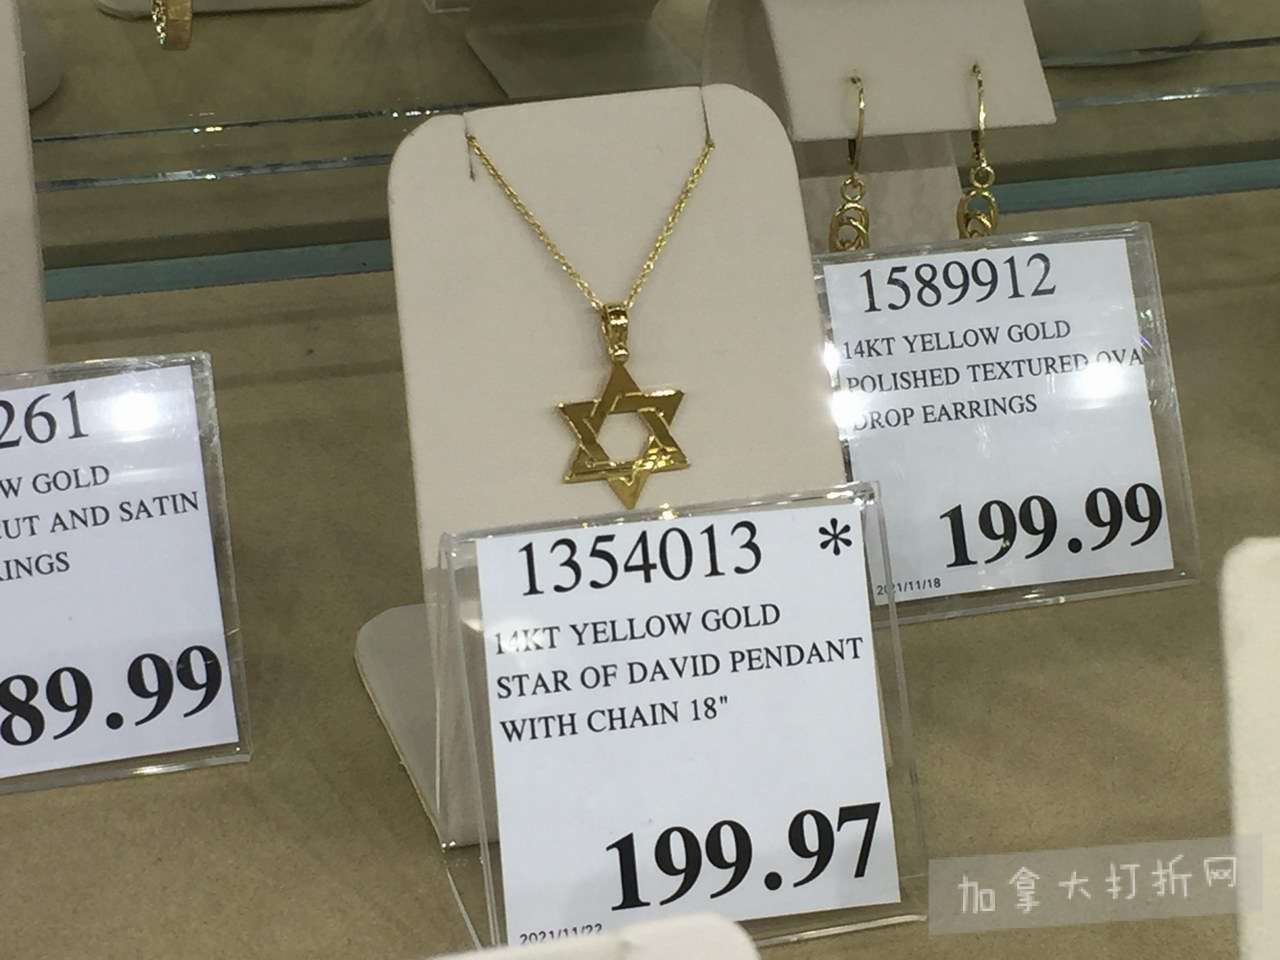 261
W GOLD
UT AND SATIN
INGS
89.99
1354013 *
14KT YELLOW GOLD
STAR OF DAVID PENDANT
WITH CHAIN 18"
199.97
2021/11/22
1589912
14KT YELLOW GOLD
POLISHED TEXTURED OVA
DROP EARRINGS
199.99
2021/11/18
加拿大打折网